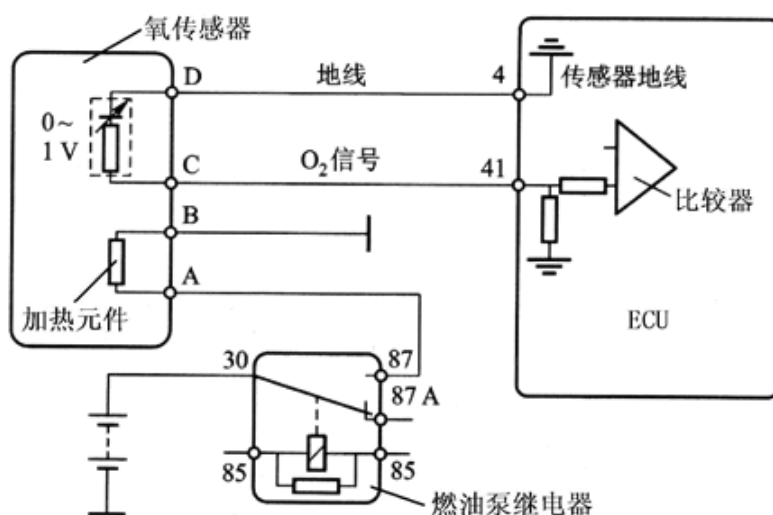 氧传感器
D
地线
4
传感器地线
0~
1 V
C
O₂信号
41
比较器
B
A
加热元件
ECU
30
87
87 A
85
85
燃油泵继电器